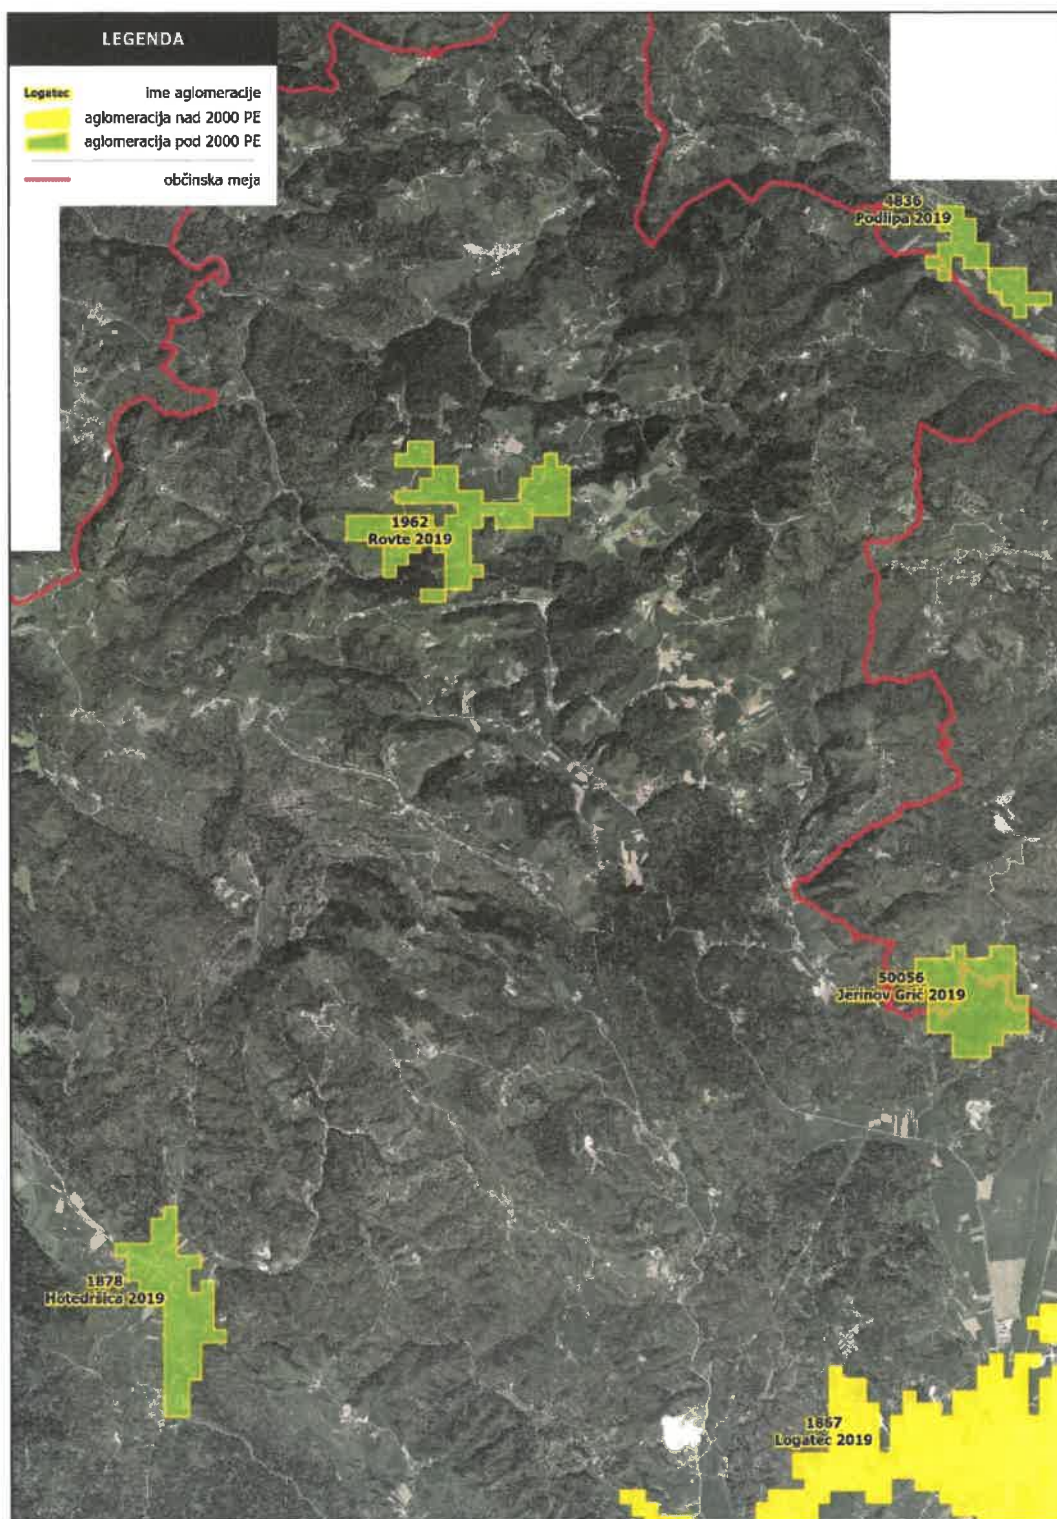 LEGENDA
Logatec ime aglomeracije
aglomeracija nad 2000 PE
aglomeracija pod 2000 PE
občinska meja
4836
Podlipa 2019
1962
Rovte 2019
50056
Jerinov Grič 2019
1878
Hotedršica 2019
1867
Logatec 2019